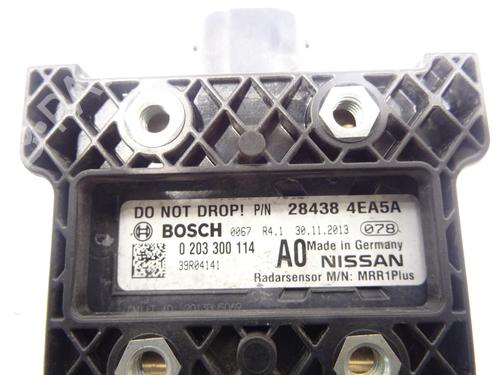 DO NOT DROP! P/N 28438 4EA5A
BOSCH 0067 R4.1 30.11.2013 078
0 203 300 114 A0 Made in Germany
39R04141 NISSAN
Radarsensor M/N: MRR1Plus